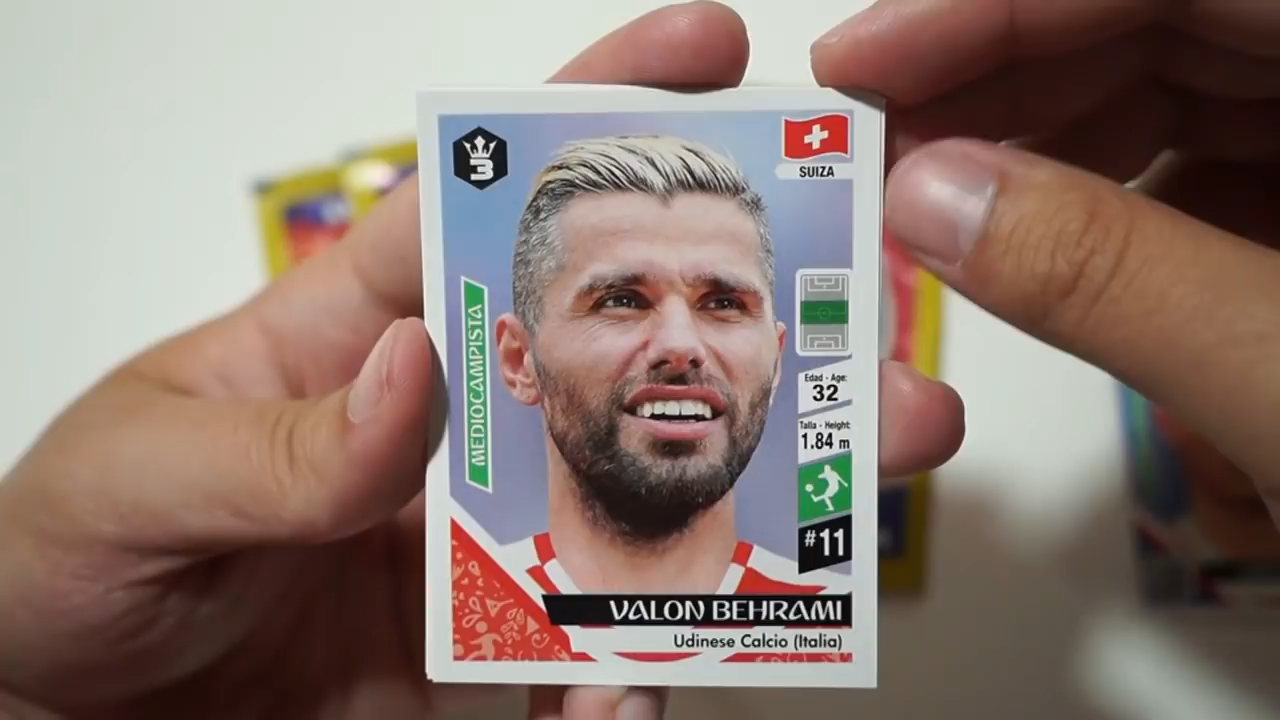 3
SUIZA
MEDIOCAMPISTA
Edad - Age:
32
Talla - Height:
1.84 m
#11
VALON BEHRAMI
Udinese Calcio (Italia)